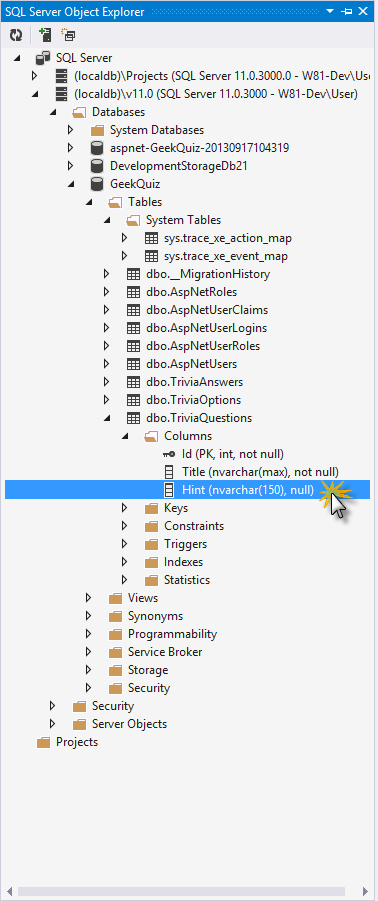 SQL Server Object Explorer
SQL Server
(localdb)\Projects (SQL Server 11.0.3000.0 - W81-Dev\Use
(localdb)\v11.0 (SQL Server 11.0.3000 - W81-Dev\User)
Databases
System Databases
aspnet-GeekQuiz-20130917104319
DevelopmentStorageDb21
GeekQuiz
Tables
System Tables
sys.trace_xe_action_map
sys.trace_xe_event_map
dbo.__MigrationHistory
dbo.AspNetRoles
dbo.AspNetUserClaims
dbo.AspNetUserLogins
dbo.AspNetUserRoles
dbo.AspNetUsers
dbo.TriviaAnswers
dbo.TriviaOptions
dbo.TriviaQuestions
Columns
Id (PK, int, not null)
Title (nvarchar(max), not null)
Hint (nvarchar(150), null)
Keys
Constraints
Triggers
Indexes
Statistics
Views
Synonyms
Programmability
Service Broker
Storage
Security
Security
Server Objects
Projects